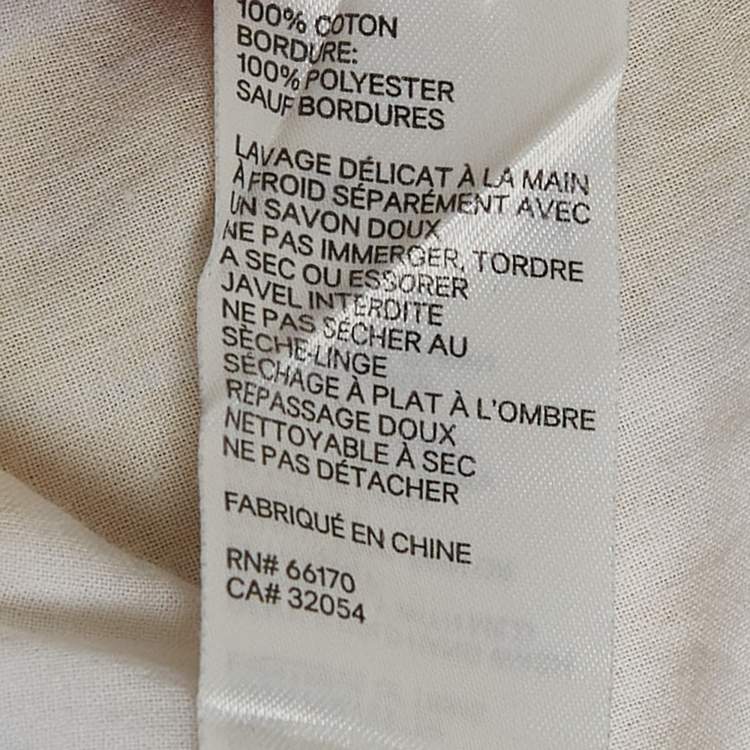 100% COTON
BORDURE:
100% POLYESTER
SAUF BORDURES
LAVAGE DÉLICAT À LA MAIN
À FROID SÉPARÉMENT AVEC
UN SAVON DOUX
NE PAS IMMERGER, TORDRE
A SEC OU ESSORER
JAVEL INTERDITE
NE PAS SÉCHER AU
SÈCHE-LINGE
SÉCHAGE À PLAT À L'OMBRE
REPASSAGE DOUX
NETTOYABLE À SEC
NE PAS DÉTACHER
FABRIQUÉ EN CHINE
RN# 66170
CA# 32054